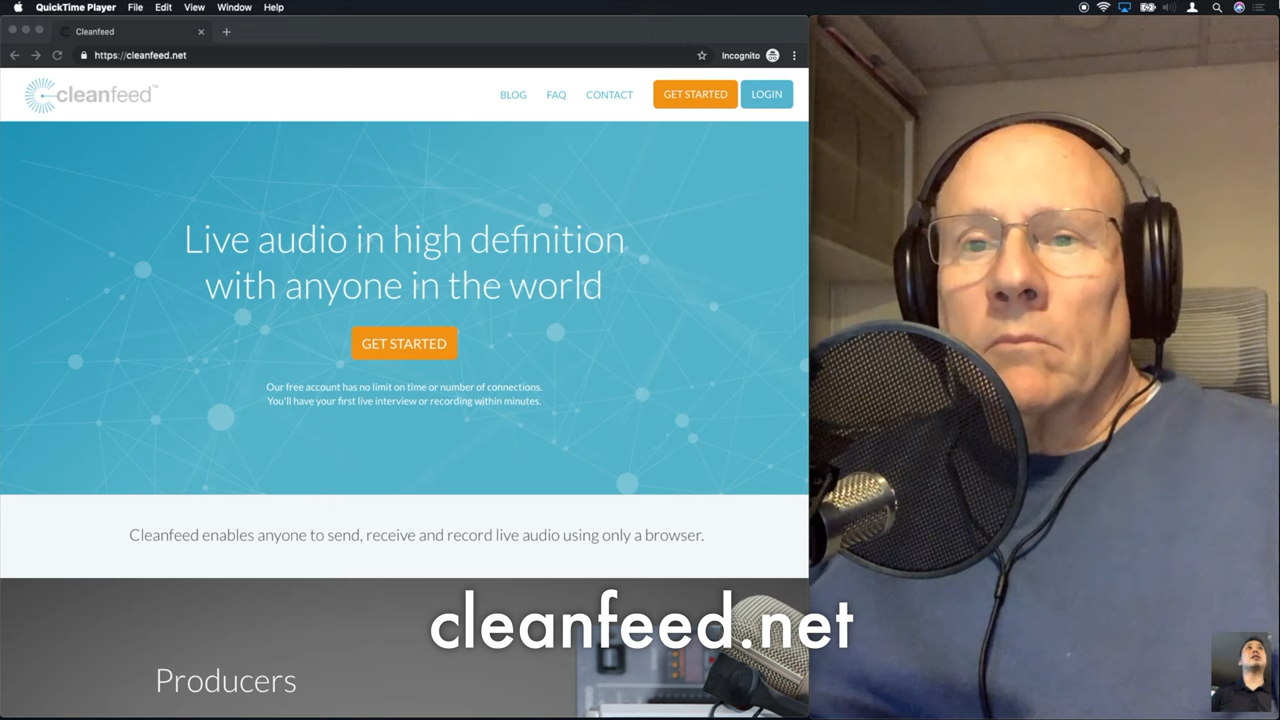 QuickTime Player File Edit View Window Help
Cleanfeed
https://cleanfeed.net
Incognito
cleanfeed™
BLOG FAQ CONTACT GET STARTED LOGIN
Live audio in high definition
with anyone in the world
GET STARTED
Our free account has no limit on time or number of connections.
You'll have your first live interview or recording within minutes.
Cleanfeed enables anyone to send, receive and record live audio using only a browser.
cleanfeed.net
Producers